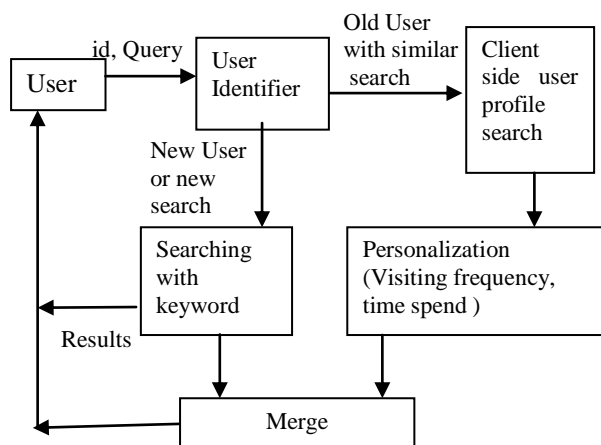 User
id, Query
User
Identifier
Old User
with similar
search
Client
side user
profile
search
New User
or new
search
Searching
with
keyword
Personalization
(Visiting frequency,
time spend )
Results
Merge